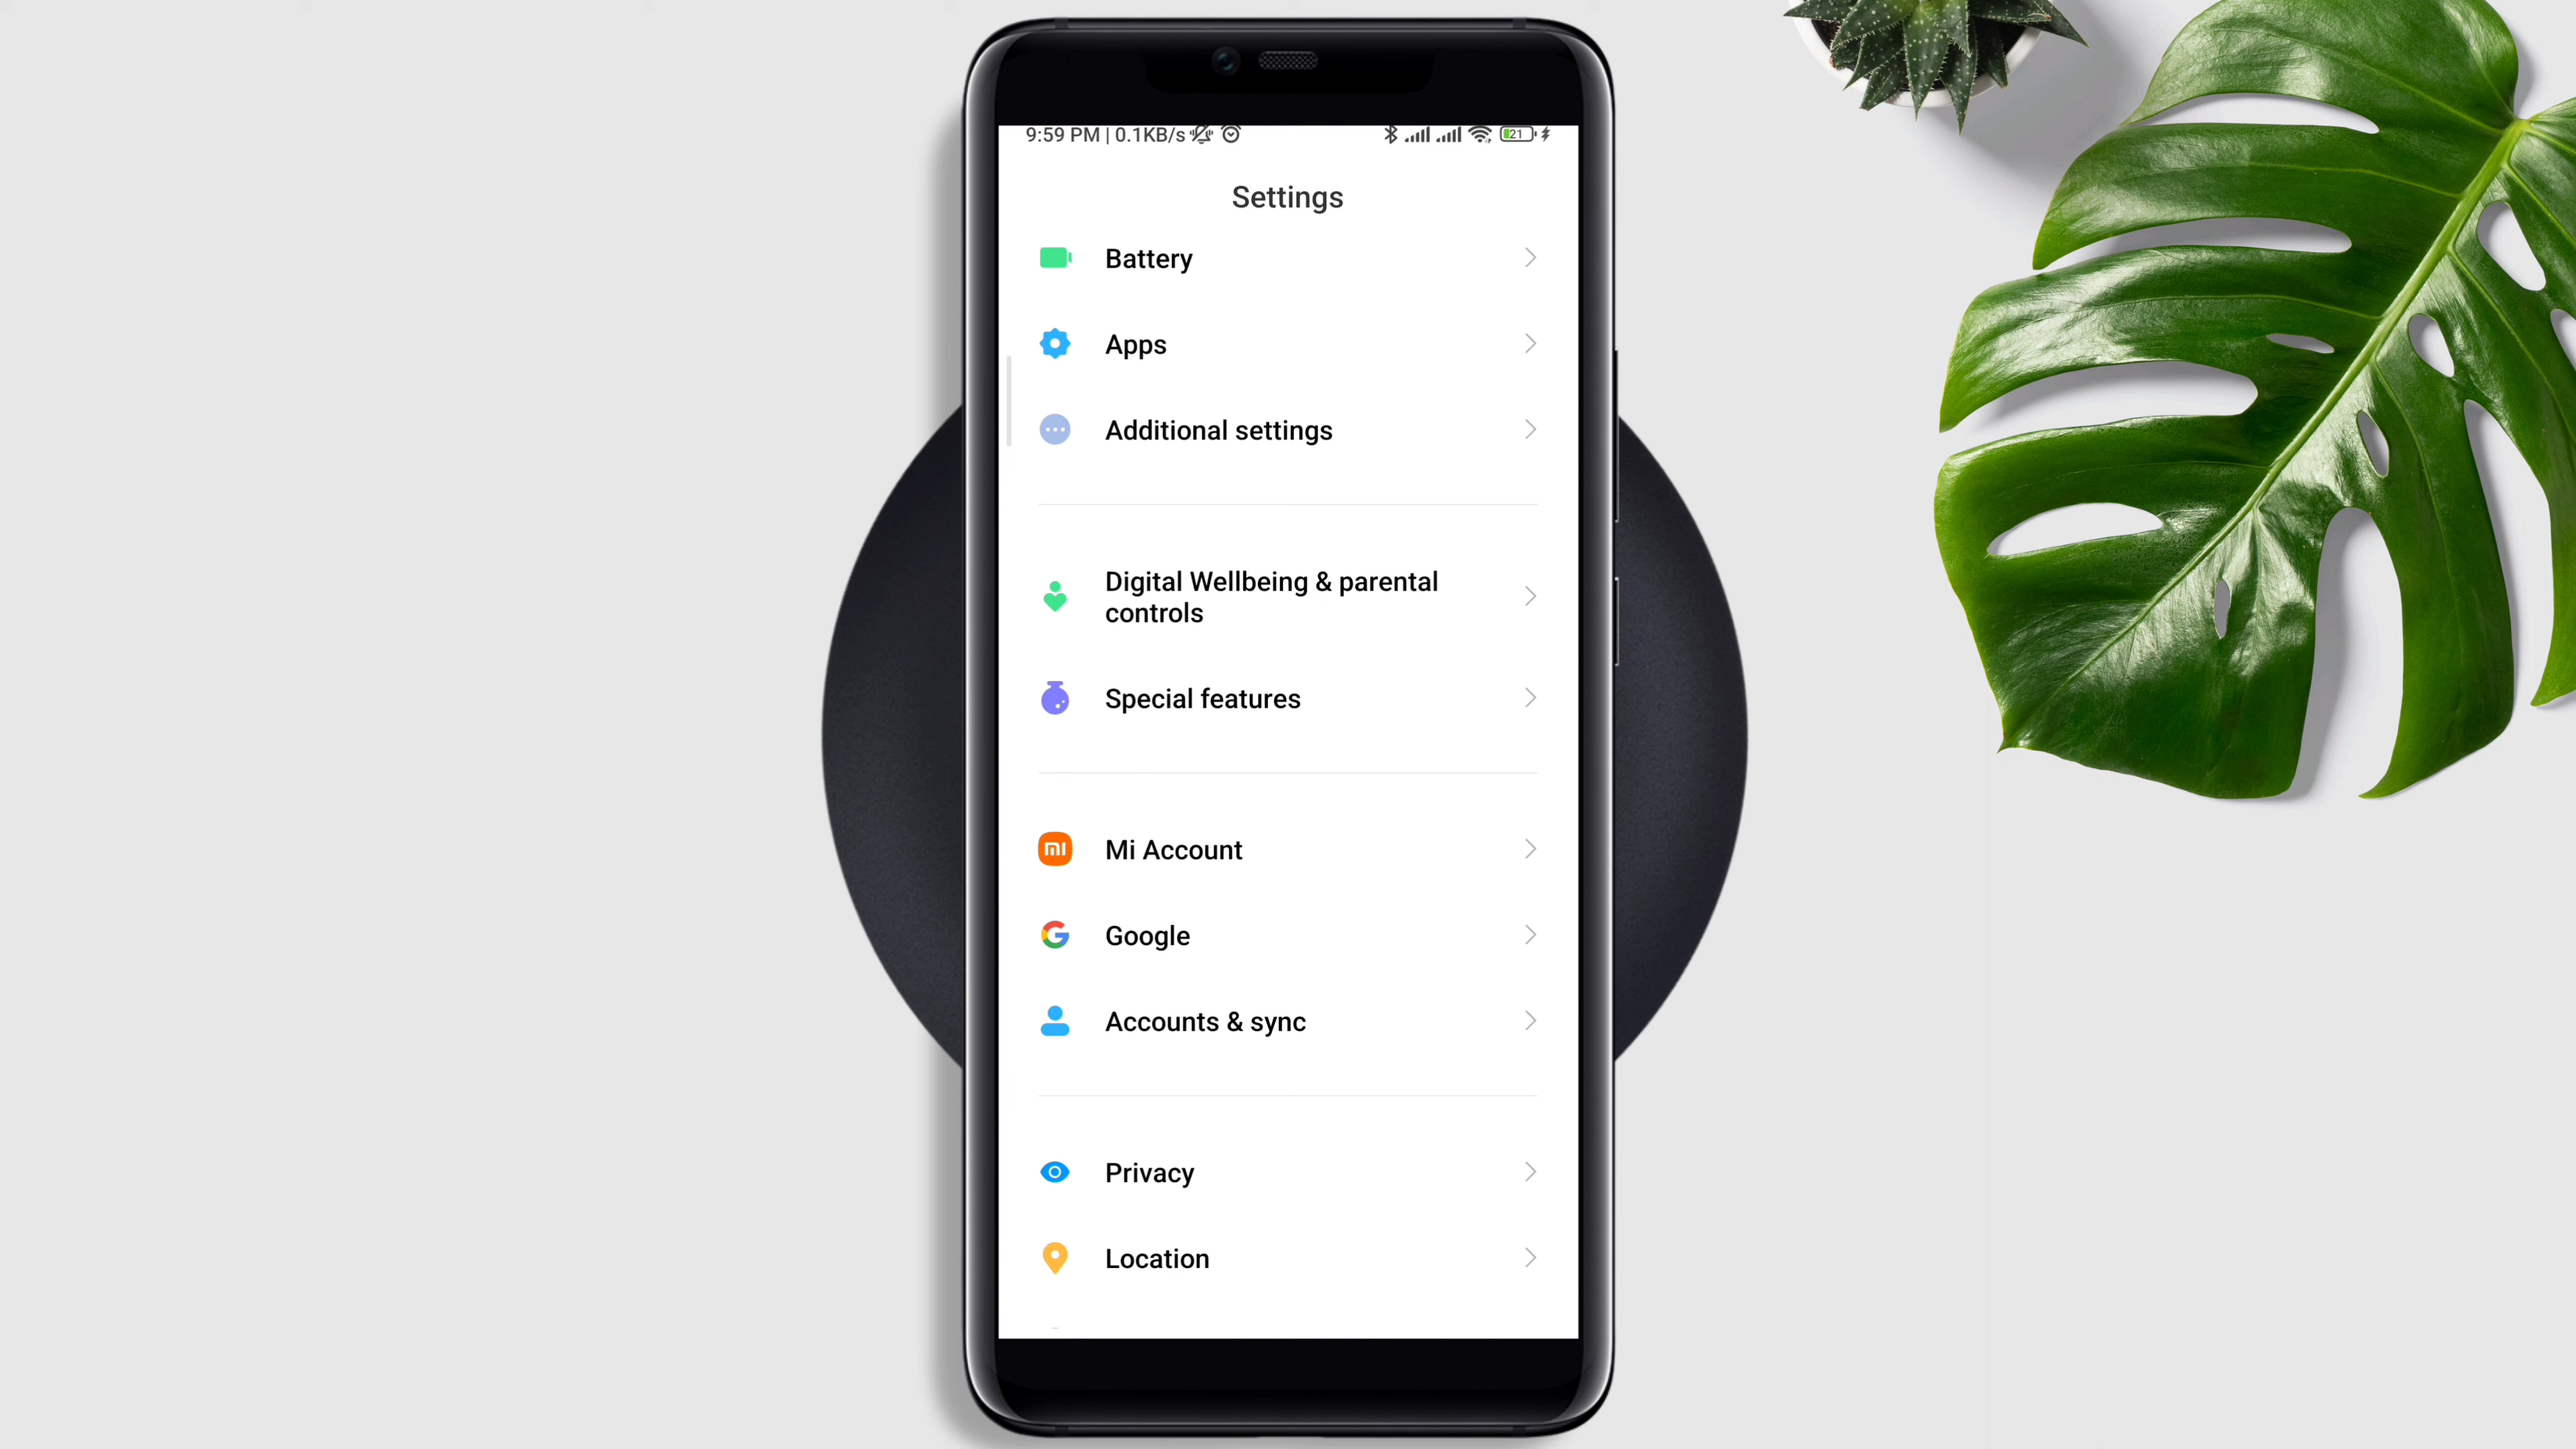 9:59 PM | 0.1KB/s
21
Settings
Battery
Apps
Additional settings
Digital Wellbeing & parental
controls
Special features
Mi Account
Google
Accounts & sync
Privacy
Location